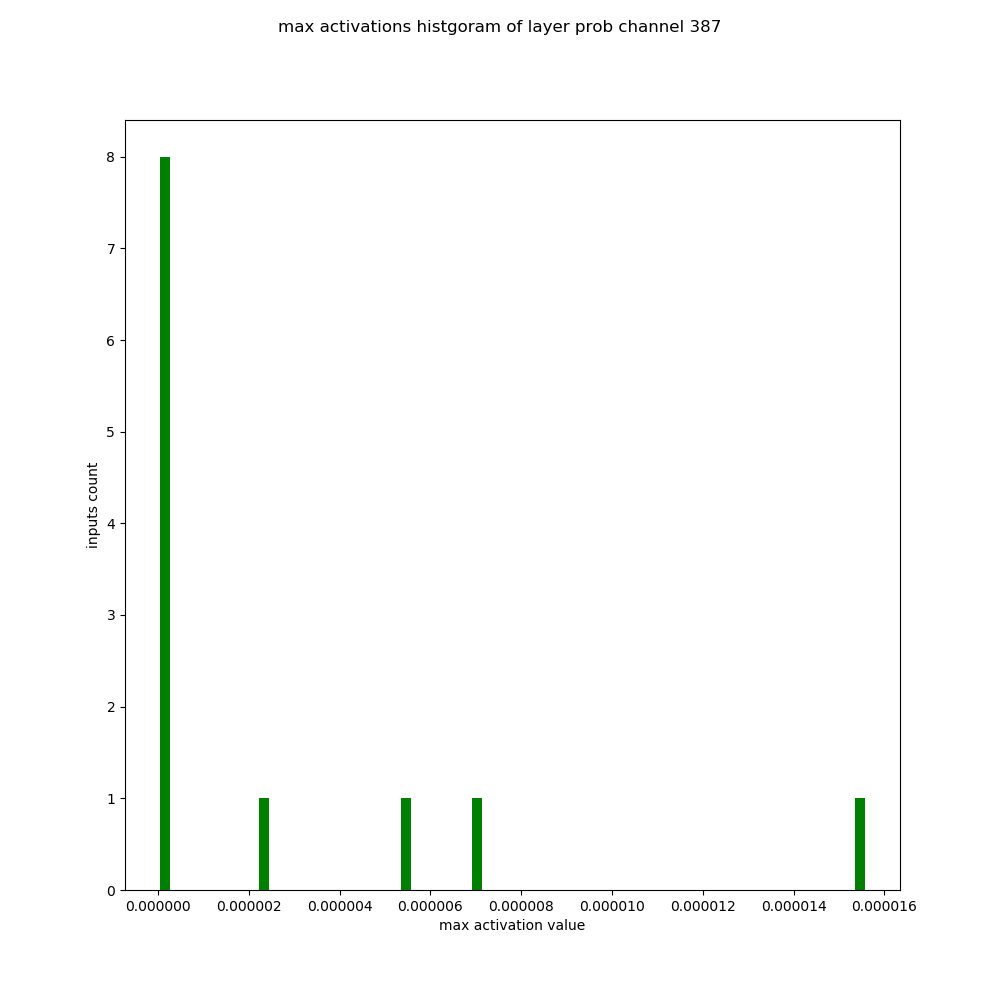 max activations histgoram of layer prob channel 387
8
7
6
5
4
3
2
1
0
inputs count
0.000000 0.000002 0.000004 0.000006 0.000008 0.000010 0.000012 0.000014 0.000016
max activation value